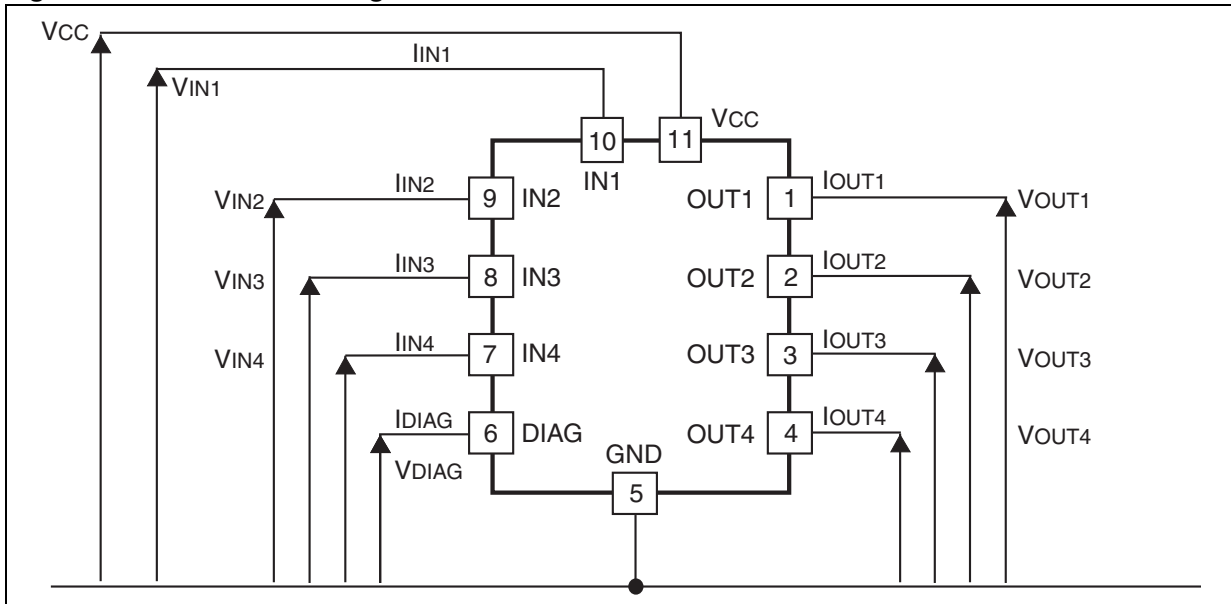 VCC
IIN1
VIN1
VCC
10
11
IN1
VIN2
IIN2
9
IN2
OUT1
1
IOUT1
VOUT1
VIN3
IIN3
8
IN3
OUT2
2
IOUT2
VOUT2
VIN4
IIN4
7
IN4
OUT3
3
IOUT3
VOUT3
IDIAG
6
DIAG
OUT4
4
IOUT4
VOUT4
VDIAG
GND
5